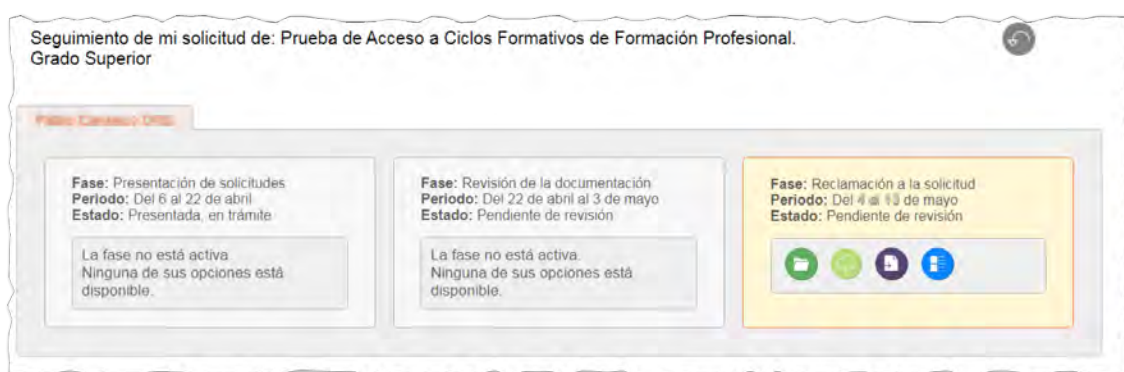 Seguimiento de mi solicitud de: Prueba de Acceso a Ciclos Formativos de Formación Profesional.
Grado Superior
Fase: Presentación de solicitudes
Periodo: Del 6 al 22 de abril
Estado: Presentada, en trámite
La fase no está activa.
Ninguna de sus opciones está
disponible.
Fase: Revisión de la documentación
Periodo: Del 22 de abril al 3 de mayo
Estado: Pendiente de revisión
La fase no está activa.
Ninguna de sus opciones está
disponible.
Fase: Reclamación a la solicitud
Periodo: Del de mayo
Estado: Pendiente de revisión